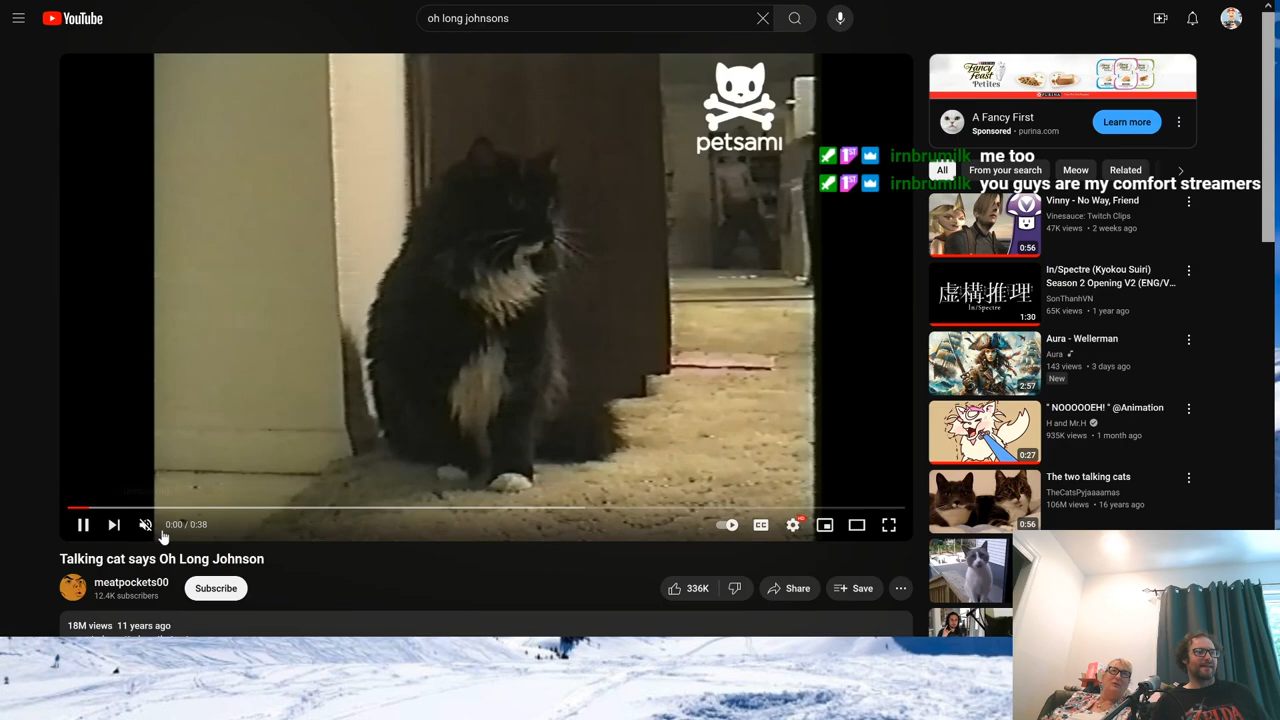 YouTube
oh long johnsons
petsami
Fancy
Feast
Petites
PURINA
A Fancy First
Sponsored • purina.com
Learn more
irnbrumilk me too
All
From your search
Meow
Related
irnbrumilk you guys are my comfort streamers
Vinny - No Way, Friend
Vinesauce: Twitch Clips
47K views • 2 weeks ago
0:56
In/Spectre (Kyokou Suiri)
Season 2 Opening V2 (ENG/V...
SonThanhVN
65K views • 1 year ago
虚構推理
In/Spectre
1:30
Aura - Wellerman
Aura
143 views • 3 days ago
New
2:57
" NOOOOOEH! " @Animation
H and Mr.H
935K views • 1 month ago
0:27
The two talking cats
TheCatsPyjaaaamas
106M views • 16 years ago
0:56
0:00 / 0:38
CC
HD
Talking cat says Oh Long Johnson
meatpockets00
12.4K subscribers
Subscribe
336K
Share
Save
18M views 11 years ago